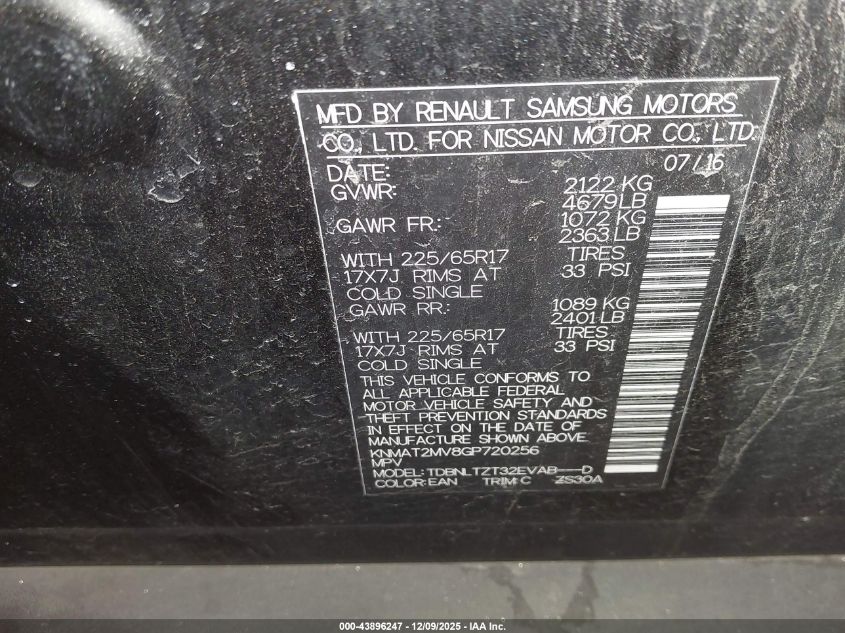 MFD BY RENAULT SAMSUNG MOTORS
CO., LTD. FOR NISSAN MOTOR CO., LTD.
DATE: 07/16
GVWR: 2122 KG
4679 LB
GAWR FR.: 1072 KG
2363 LB
WITH 225/65R17 TIRES
17X7J RIMS AT 33 PSI
COLD SINGLE
GAWR RR.: 1089 KG
2401 LB
WITH 225/65R17 TIRES
17X7J RIMS AT 33 PSI
COLD SINGLE
THIS VEHICLE CONFORMS TO
ALL APPLICABLE FEDERAL
MOTOR VEHICLE SAFETY AND
THEFT PREVENTION STANDARDS
IN EFFECT ON THE DATE OF
MANUFACTURE SHOWN ABOVE.
KNMAT2MV8GP720256
MPV
MODEL: TDBNLTZT32EVAB---D
COLOR:EAN TRIM:C ZS30A
000-43896247 - 12/09/2025 - IAA Inc.